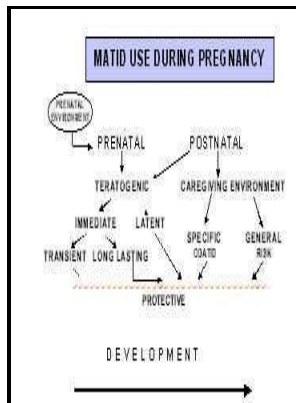 MATID USE DURING PREGNANCY
PRENATAL
ENVIRONMENT
PRENATAL POSTNATAL
TERATOGENIC CAREGIVING ENVIRONMENT
IMMEDIATE LATENT
SPECIFIC GENERAL
COATID RISK
TRANSIENT LONG LASTING
PROTECTIVE
DEVELOPMENT